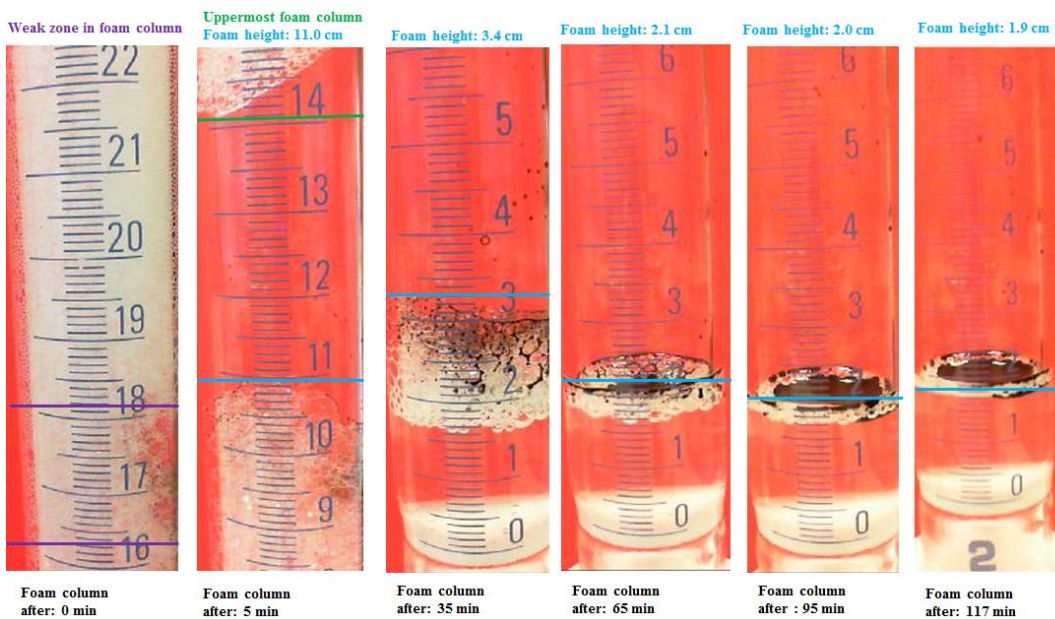 Weak zone in foam column
Uppermost foam column
Foam height: 11.0 cm
Foam height: 3.4 cm
Foam height: 2.1 cm
Foam height: 2.0 cm
Foam height: 1.9 cm
22
21
20
19
18
17
16
14
13
12
11
10
9
5
4
3
2
1
0
6
5
4
3
2
1
0
6
5
4
3
2
1
0
6
5
4
3
2
1
0
2
Foam column
after: 0 min
Foam column
after: 5 min
Foam column
after: 35 min
Foam column
after: 65 min
Foam column
after : 95 min
Foam column
after: 117 min